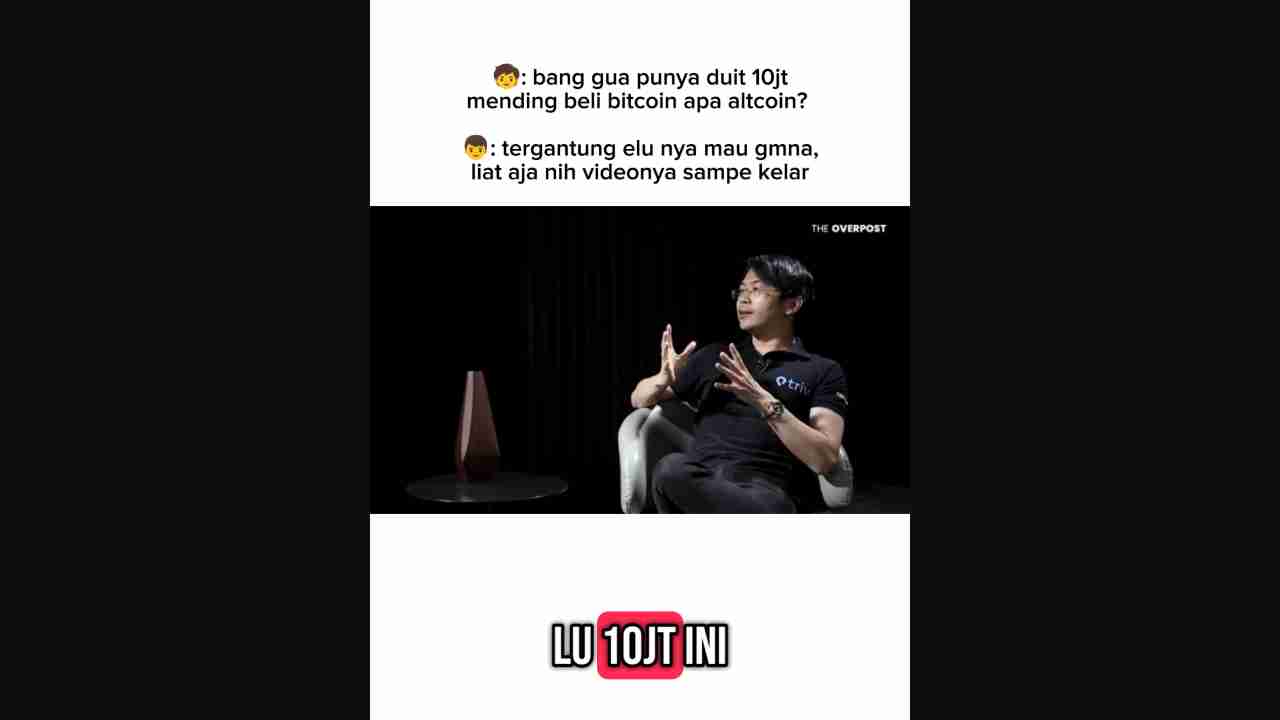 🧒: bang gua punya duit 10jt
mending beli bitcoin apa altcoin?
👦: tergantung elu nya mau gmna,
liat aja nih videonya sampe kelar
THE OVERPOST
triv
LU 10JT INI